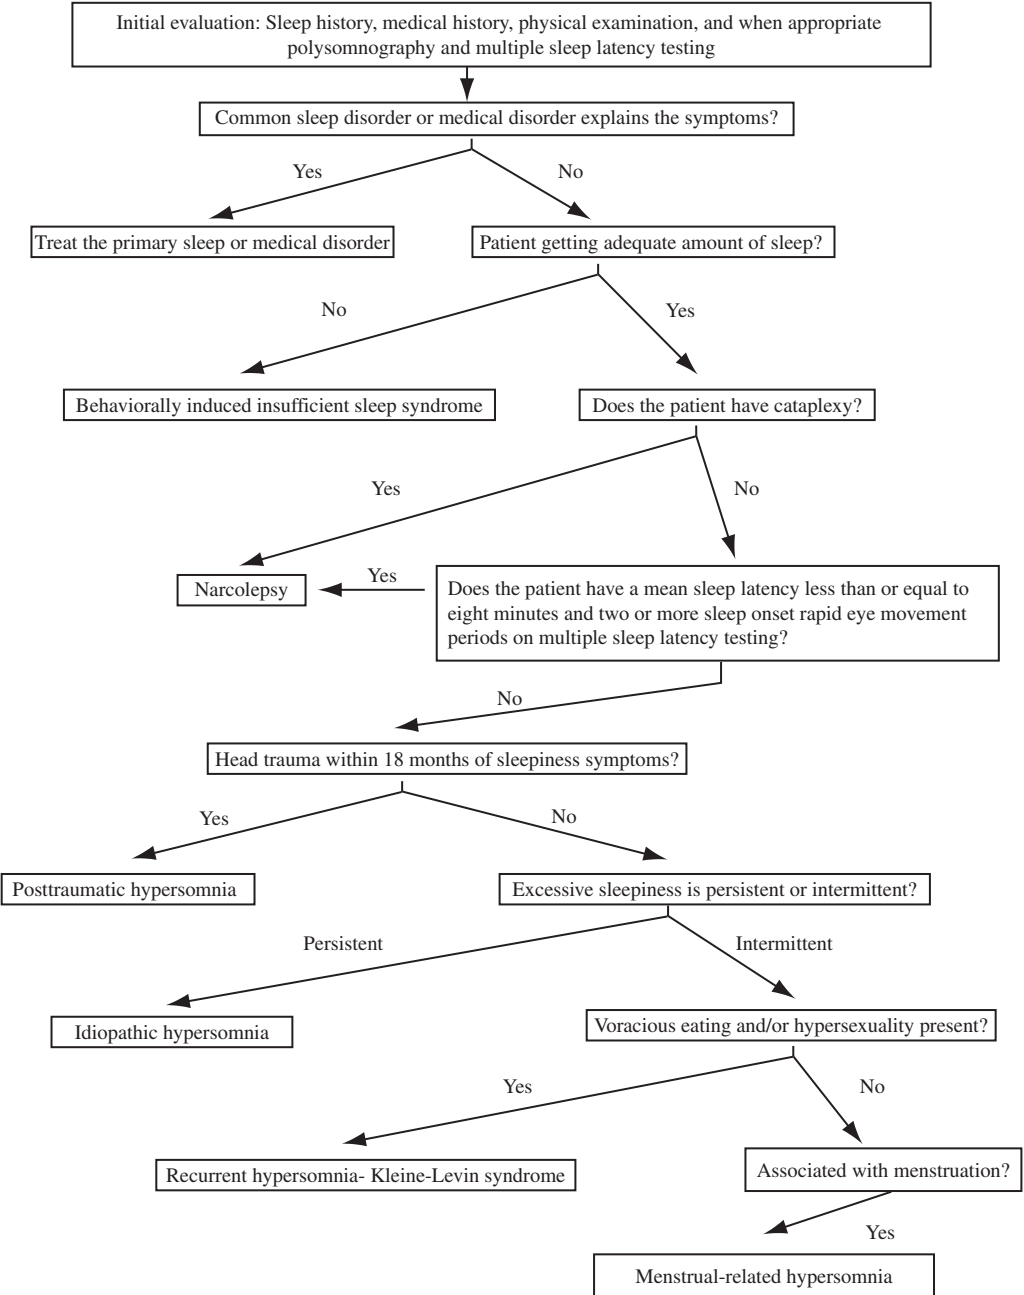 Initial evaluation: Sleep history, medical history, physical examination, and when appropriate
polysomnography and multiple sleep latency testing
Common sleep disorder or medical disorder explains the symptoms?
Yes
No
Treat the primary sleep or medical disorder
Patient getting adequate amount of sleep?
No
Yes
Behaviorally induced insufficient sleep syndrome
Does the patient have cataplexy?
Yes
No
Narcolepsy
Yes
Does the patient have a mean sleep latency less than or equal to
eight minutes and two or more sleep onset rapid eye movement
periods on multiple sleep latency testing?
No
Head trauma within 18 months of sleepiness symptoms?
Yes
No
Posttraumatic hypersomnia
Excessive sleepiness is persistent or intermittent?
Persistent
Intermittent
Idiopathic hypersomnia
Voracious eating and/or hypersexuality present?
Yes
No
Recurrent hypersomnia- Kleine-Levin syndrome
Associated with menstruation?
Yes
Menstrual-related hypersomnia